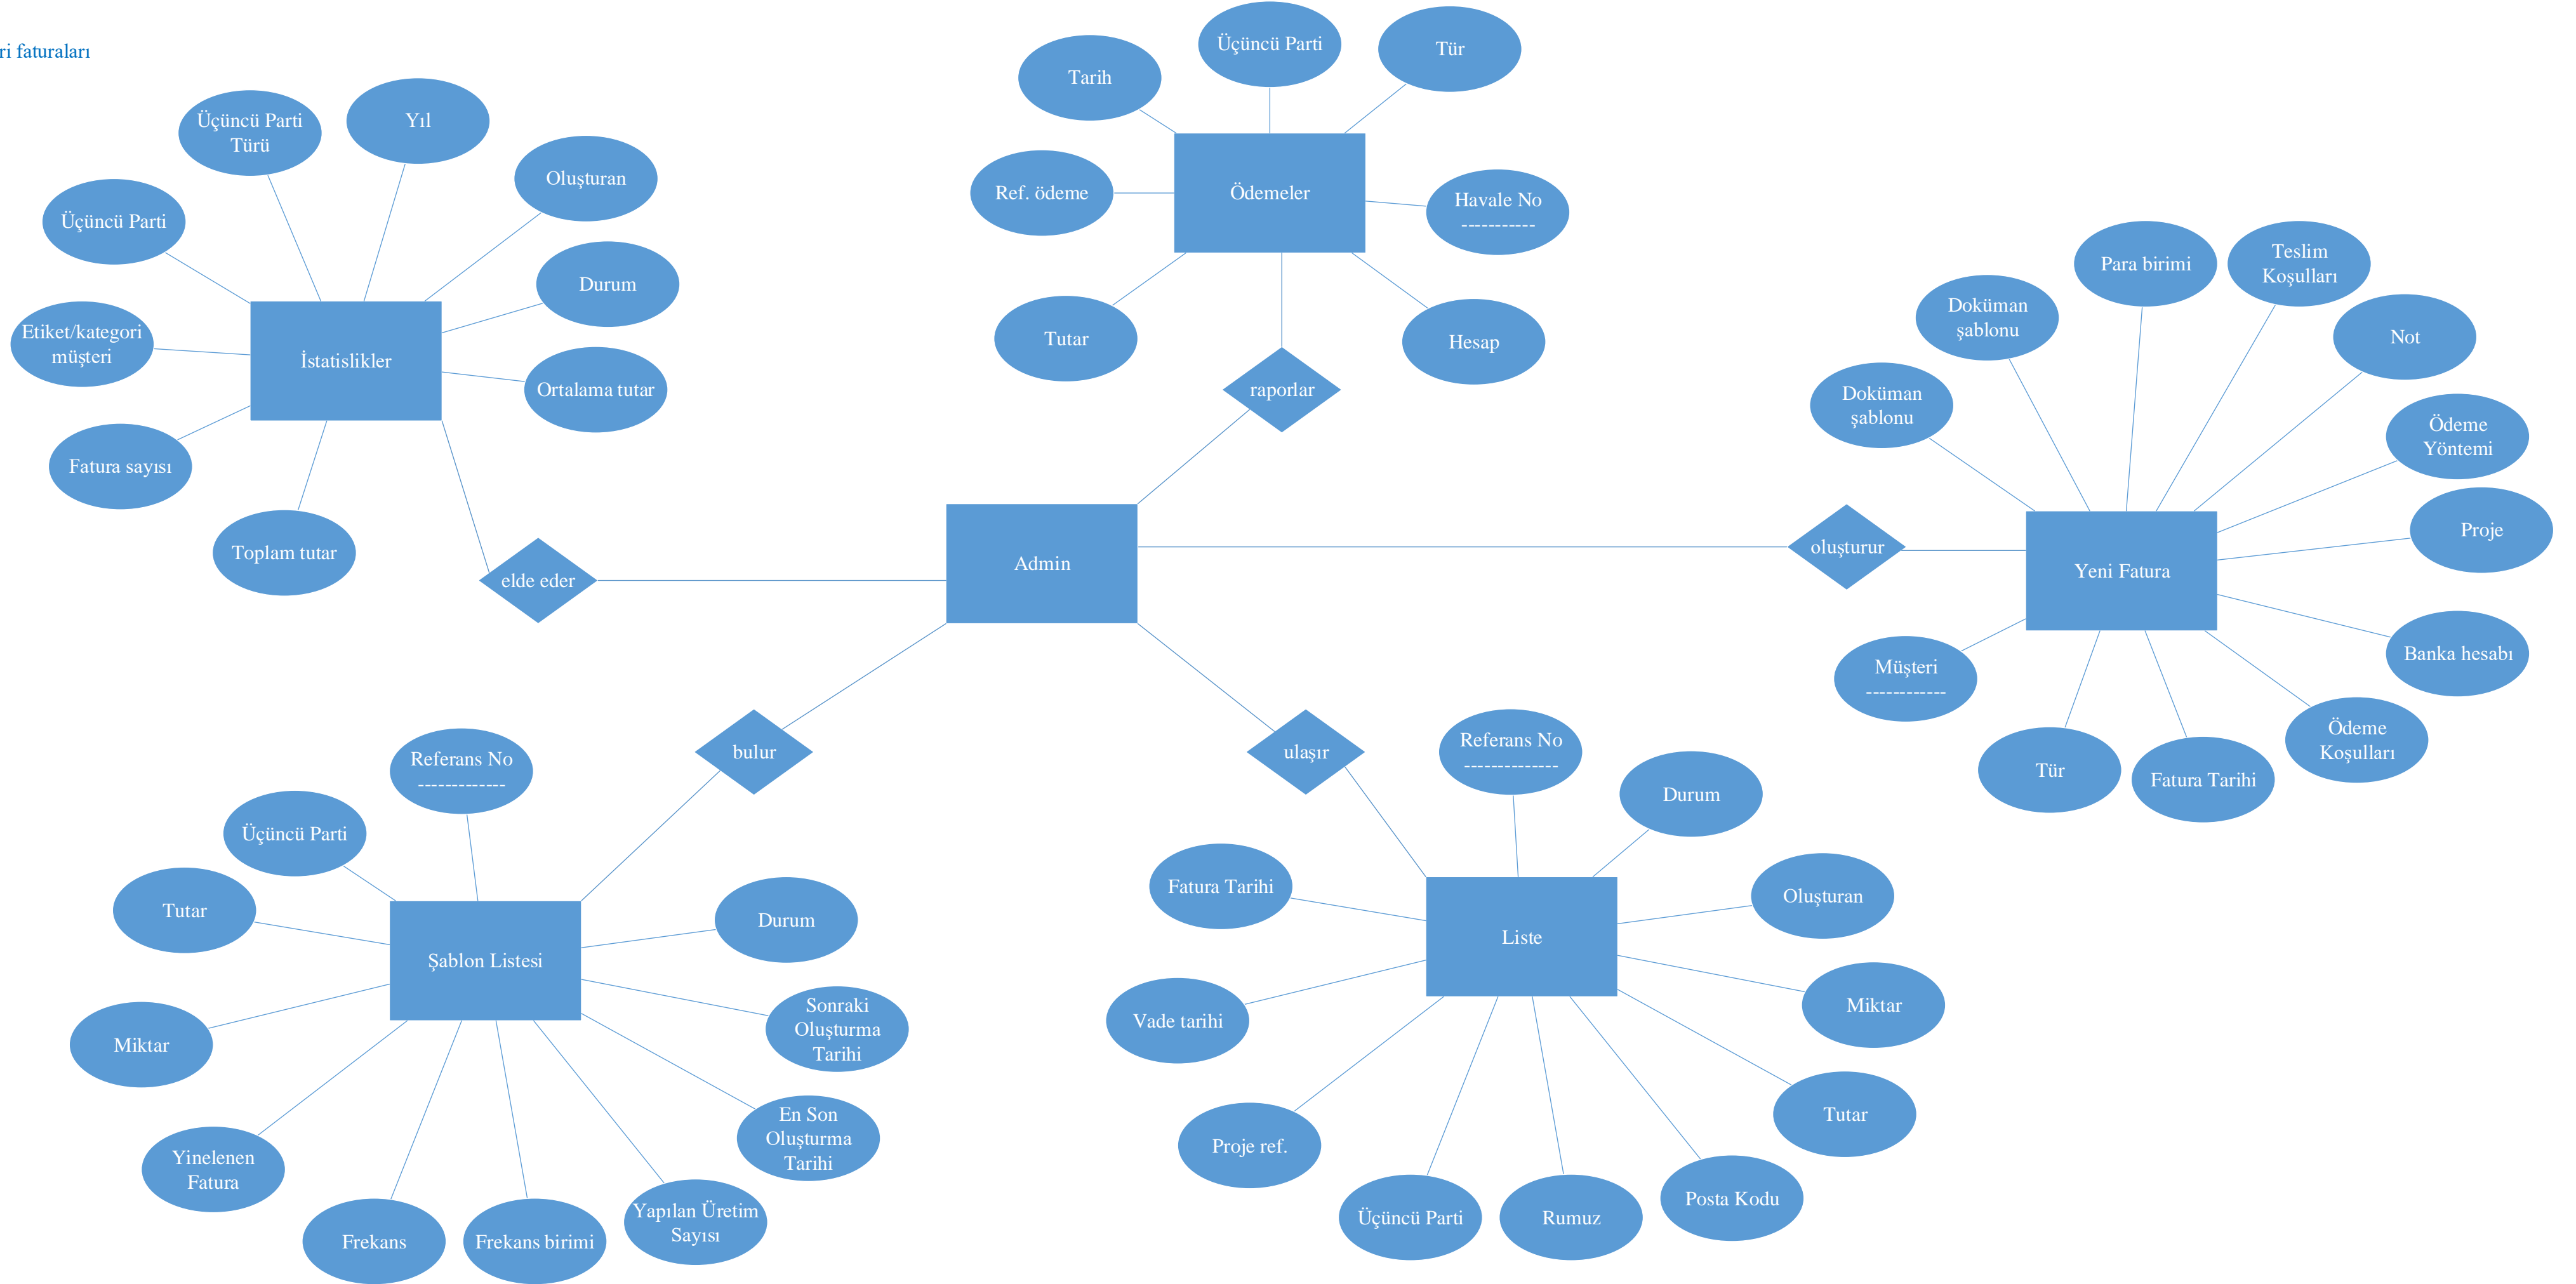 ri faturaları
Üçüncü Parti
Türü
Yıl
Oluşturan
Üçüncü Parti
Durum
Etiket/kategori
müşteri
İstatislikler
Ortalama tutar
Fatura sayısı
Toplam tutar
elde eder
Tarih
Üçüncü Parti
Tür
Ref. ödeme
Ödemeler
Havale No
-----------
Tutar
Hesap
raporlar
Admin
oluşturur
Doküman
şablonu
Doküman
şablonu
Para birimi
Teslim
Koşulları
Not
Ödeme
Yöntemi
Proje
Yeni Fatura
Banka hesabı
Müşteri
------------
Tür
Fatura Tarihi
Ödeme
Koşulları
bulur
ulaşır
Referans No
-------------
Üçüncü Parti
Tutar
Durum
Şablon Listesi
Miktar
Sonraki
Oluşturma
Tarihi
En Son
Oluşturma
Tarihi
Yinelenen
Fatura
Frekans
Frekans birimi
Yapılan Üretim
Sayısı
Referans No
--------------
Durum
Fatura Tarihi
Oluşturan
Liste
Vade tarihi
Miktar
Tutar
Proje ref.
Üçüncü Parti
Rumuz
Posta Kodu